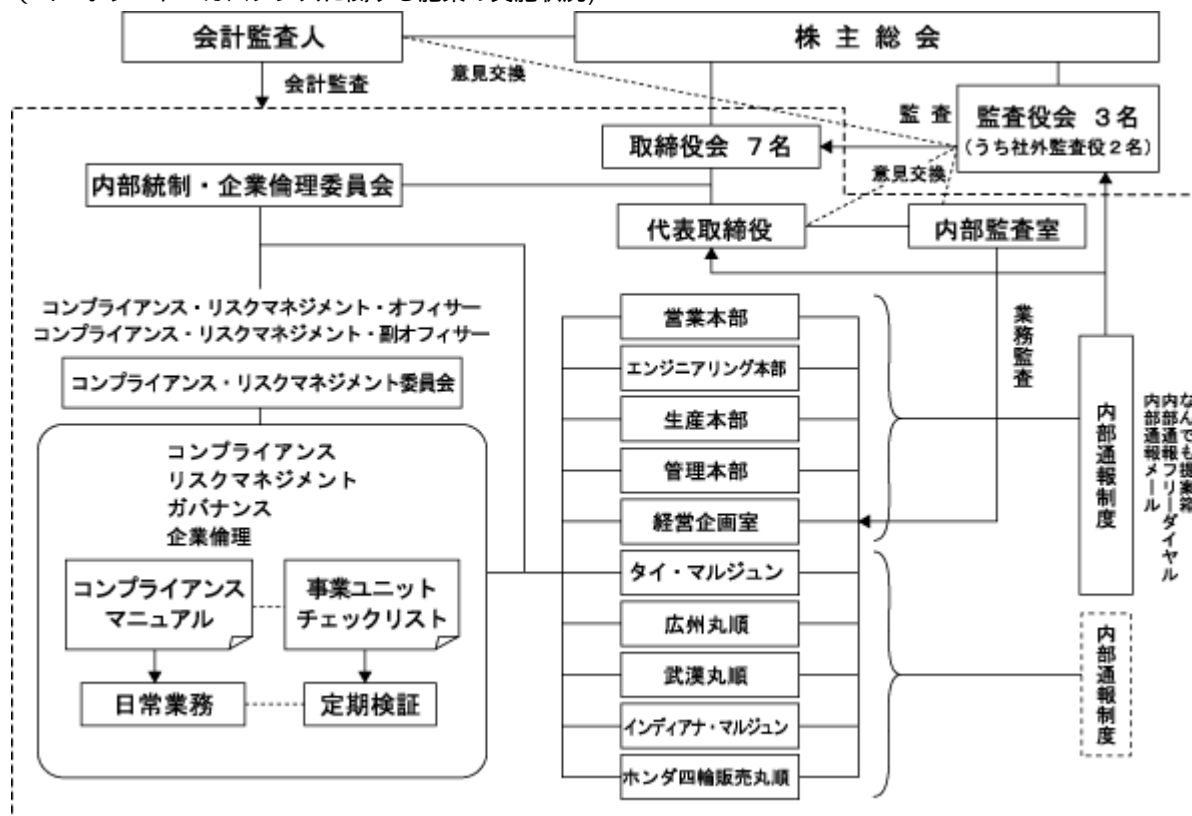 会計監査人
株主総会
会計監査
意見交換
監査
監査役会 3名
(うち社外監査役2名)
取締役会 7名
意見交換
内部統制・企業倫理委員会
代表取締役
内部監査室
コンプライアンス・リスクマネジメント・オフィサー
コンプライアンス・リスクマネジメント・副オフィサー
コンプライアンス・リスクマネジメント委員会
コンプライアンス
リスクマネジメント
ガバナンス
企業倫理
コンプライアンス
マニュアル
事業ユニット
チェックリスト
日常業務
定期検証
営業本部
エンジニアリング本部
生産本部
管理本部
経営企画室
タイ・マルジュン
広州丸順
武漢丸順
インディアナ・マルジュン
ホンダ四輪販売丸順
業務監査
内部通報制度
なんでも提案箱
内部通報フリーダイヤル
内部通報メール
内部通報制度